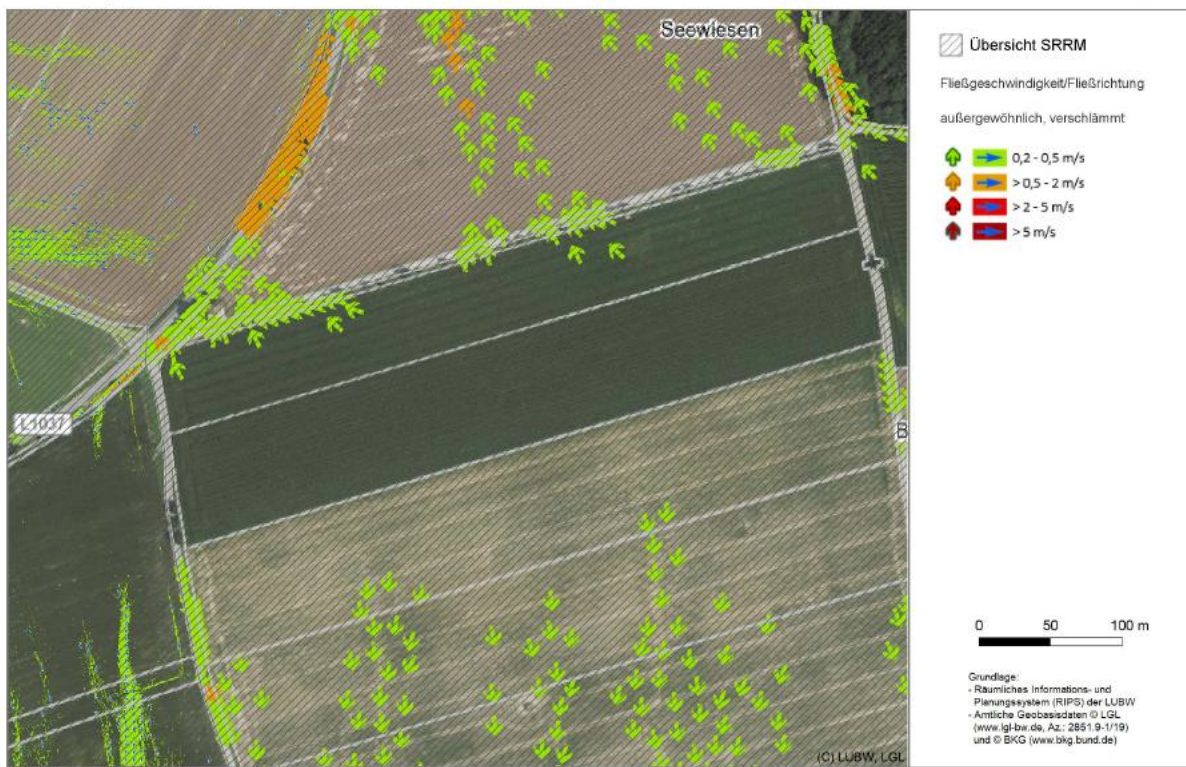 Seewiesen
L1037
B
(C) LUBW, LGL
Übersicht SRRM
Fließgeschwindigkeit/Fließrichtung
außergewöhnlich, verschlämmt
0,2 - 0,5 m/s
> 0,5 - 2 m/s
> 2 - 5 m/s
> 5 m/s
0 50 100 m
Grundlage:
- Räumliches Informations- und
Planungssystem (RIPS) der LUBW
- Amtliche Geobasisdaten © LGL
(www.lgl-bw.de, Az.: 2851.9-1/19)
und © BKG (www.bkg.bund.de)